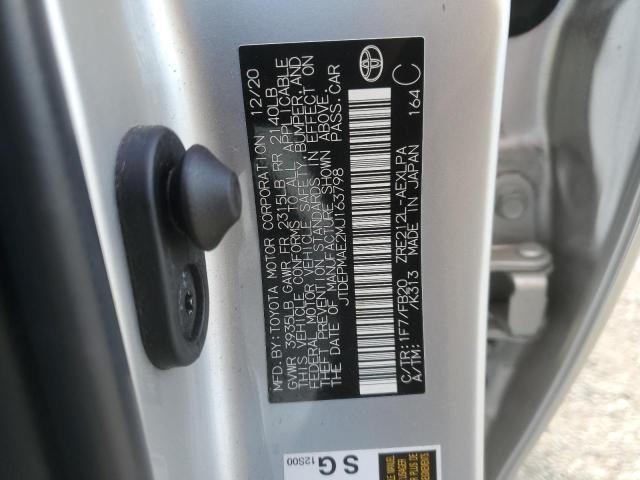 MFD. BY: TOYOTA MOTOR CORPORATION 12/20
GVWR 3935LB GAWR FR 2315LB RR 2140LB
THIS VEHICLE CONFORMS TO ALL APPLICABLE
FEDERAL MOTOR VEHICLE SAFETY, BUMPER, AND
THEFT PREVENTION STANDARDS IN EFFECT ON
THE DATE OF MANUFACTURE SHOWN ABOVE.
JTDEPMAE2MJ163798 PASS. CAR
C/TR: 1F7/FB20 ZRE212L-AEXLPA
A/TM: /K313 MADE IN JAPAN 164 C
SG
12S00